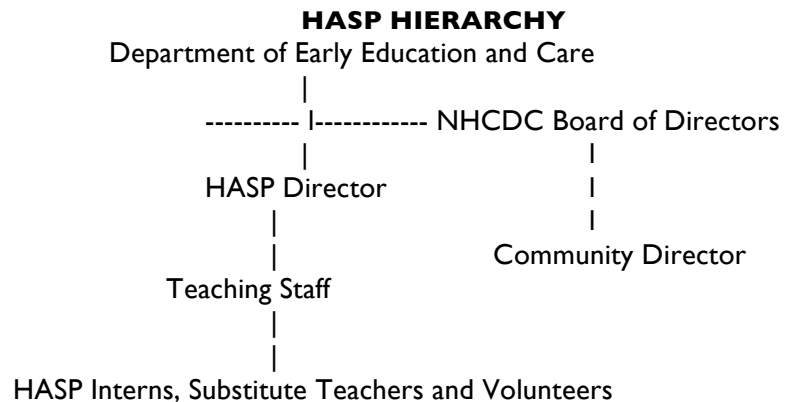 HASP HIERARCHY
Department of Early Education and Care
|
---------- I------------ NHCDC Board of Directors
| I
HASP Director I
| I
| Community Director
Teaching Staff
|
|
HASP Interns, Substitute Teachers and Volunteers